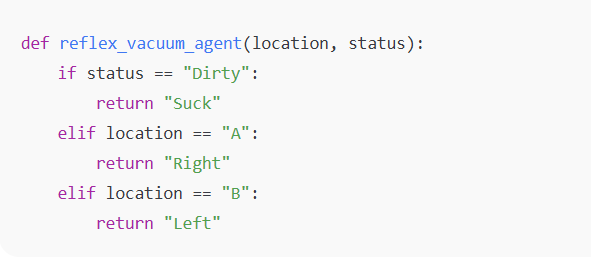 def reflex_vacuum_agent(location, status):
    if status == "Dirty":
        return "Suck"
    elif location == "A":
        return "Right"
    elif location == "B":
        return "Left"